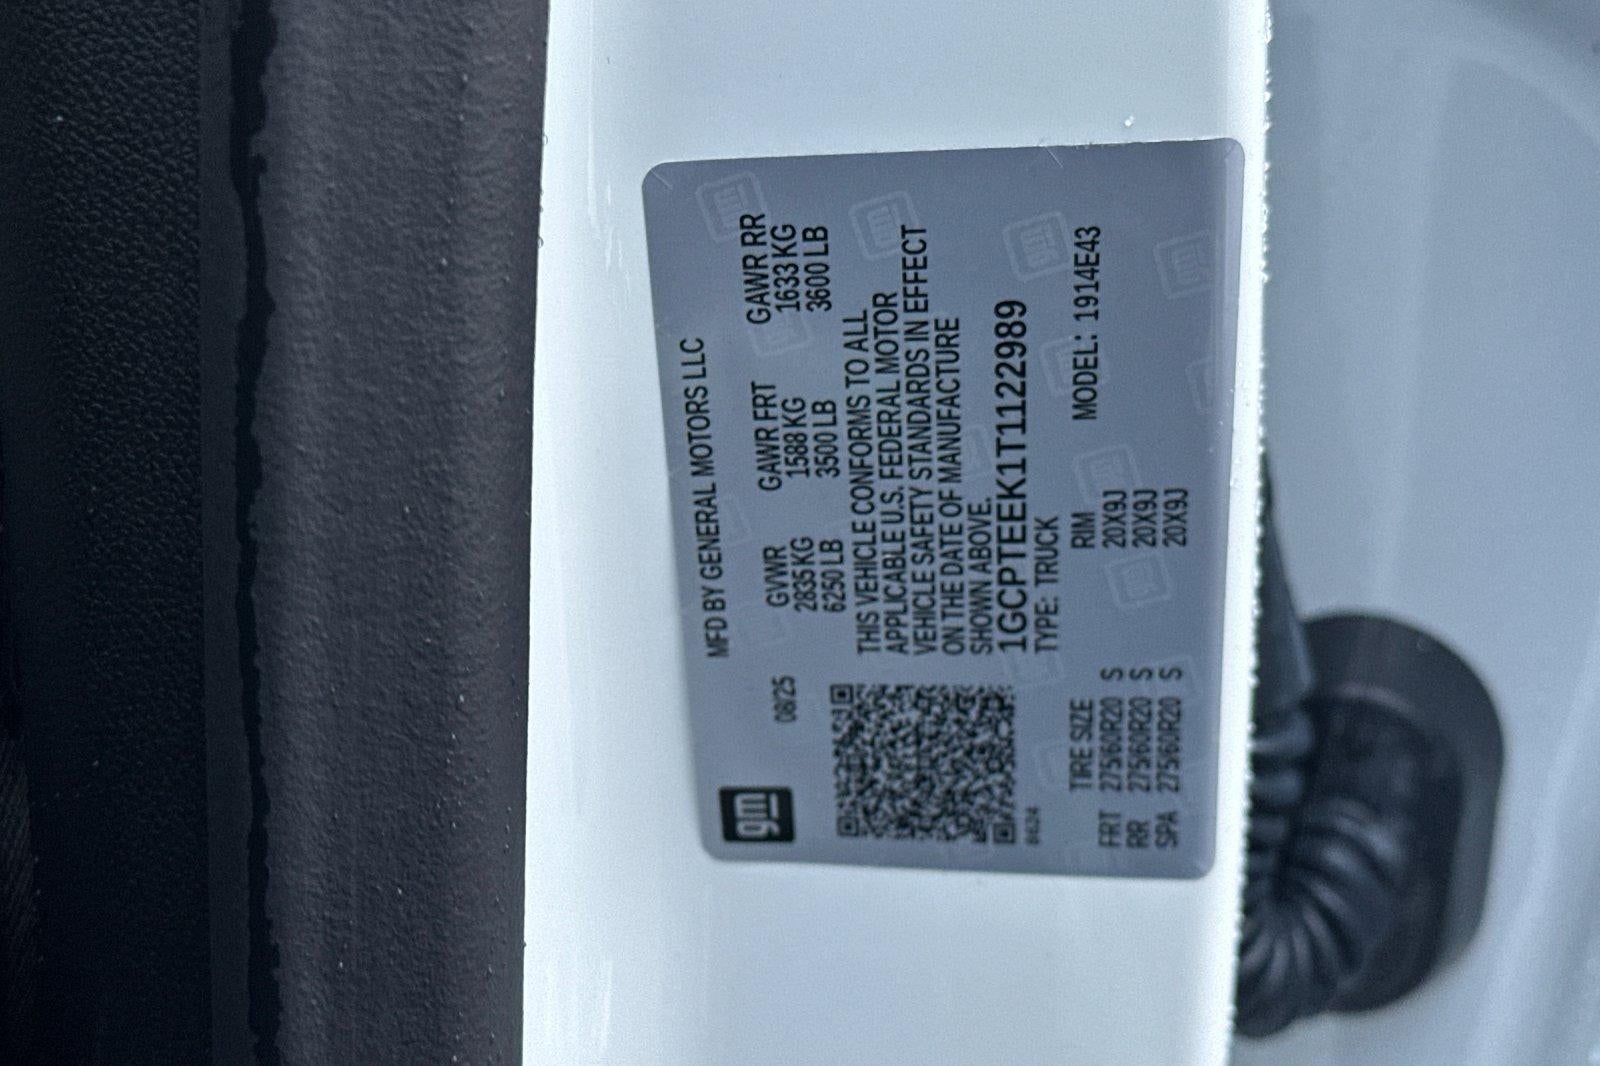 gm
08/25
MFD BY GENERAL MOTORS LLC
GVWR GAWR FRT GAWR RR
2835 KG 1588 KG 1633 KG
6250 LB 3500 LB 3600 LB
THIS VEHICLE CONFORMS TO ALL
APPLICABLE U.S. FEDERAL MOTOR
VEHICLE SAFETY STANDARDS IN EFFECT
ON THE DATE OF MANUFACTURE
SHOWN ABOVE.
1GCPTEEK1T1122989
TYPE: TRUCK
MODEL: 1914E43
TIRE SIZE RIM
FRT 275/60R20 S 20X9J
RR 275/60R20 S 20X9J
SPA 275/60R20 S 20X9J